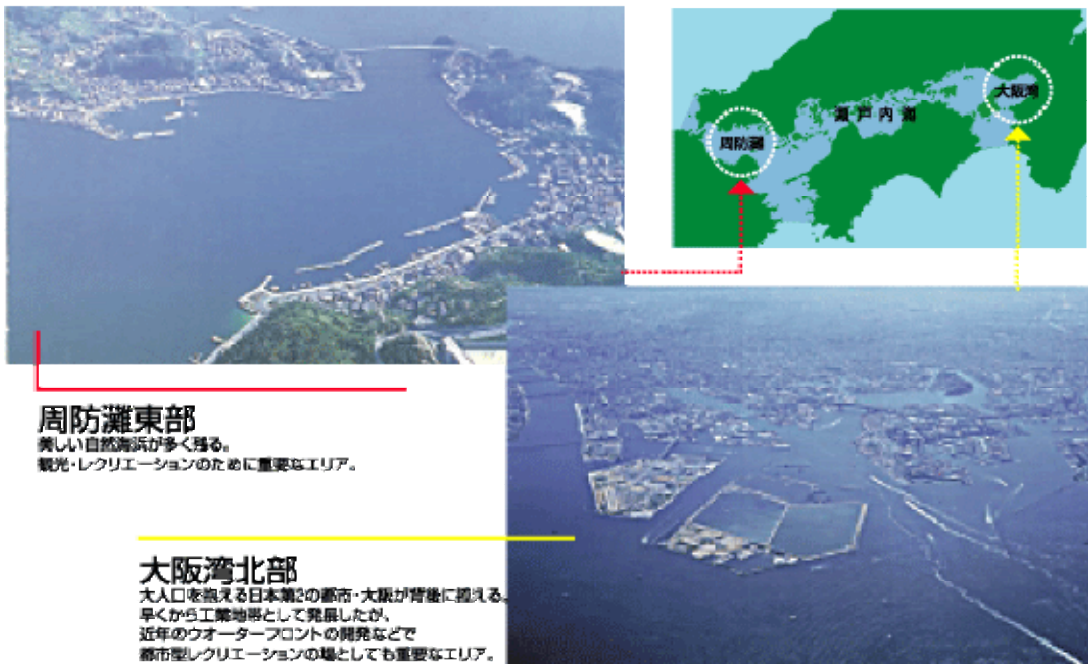 大阪湾
瀬戸内海
周防灘
周防灘東部
美しい自然海浜が多く残る。
観光・レクリエーションのために重要なエリア。
大阪湾北部
大人口を抱える日本第2の都市・大阪が背後に控える。
早くから工業地帯として発展したが、
近年のウオーターフロントの開発などで
都市型レクリエーションの場としても重要なエリア。